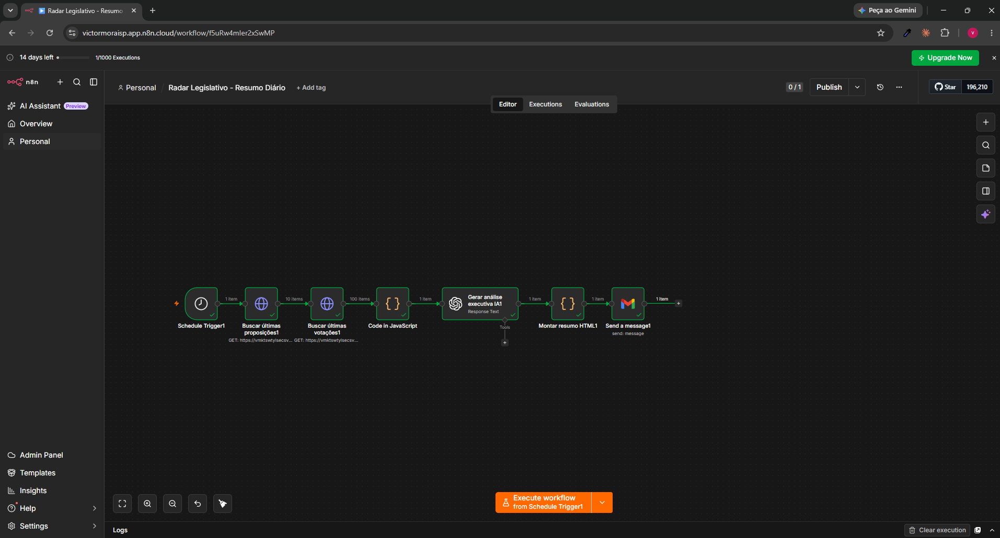 Radar Legislativo - Resumo
Peça ao Gemini
victormoraisp.app.n8n.cloud/workflow/f5uRw4mIer2xSwMP
V
14 days left
1/1000 Executions
Upgrade Now
n8n
Personal
/
Radar Legislativo - Resumo Diário
+ Add tag
0 / 1
Publish
Star
196,210
AI Assistant
Preview
Overview
Personal
Editor
Executions
Evaluations
1 item
10 items
100 items
1 item
Gerar análise
executiva IA1
Response Text
1 item
1 item
1 item
Schedule Trigger1
Buscar últimas
proposições1
GET: https://vmktswtylsecsv...
Buscar últimas
votações1
GET: https://vmktswtylsecsv...
Code in JavaScript
Tools
Montar resumo HTML1
Send a message1
send: message
Admin Panel
Templates
Insights
Help
Settings
Execute workflow
from Schedule Trigger1
Logs
Clear execution